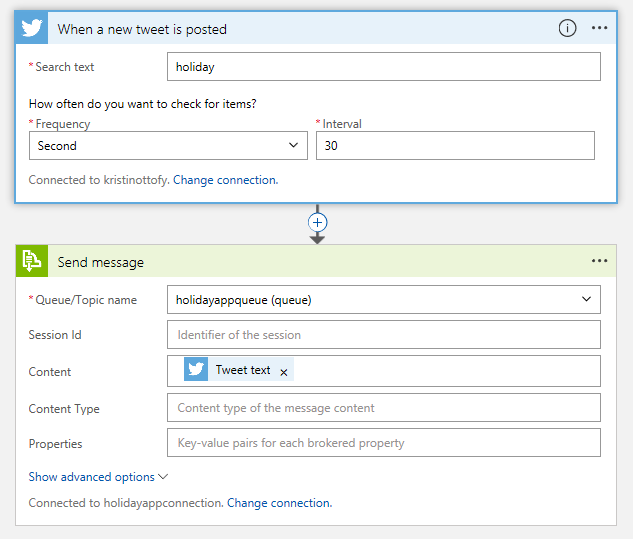 When a new tweet is posted
* Search text holiday
How often do you want to check for items?
* Frequency * Interval
Second 30
Connected to kristinottofy. Change connection.
Send message
* Queue/Topic name holidayappqueue (queue)
Session Id Identifier of the session
Content Tweet text x
Content Type Content type of the message content
Properties Key-value pairs for each brokered property
Show advanced options
Connected to holidayappconnection. Change connection.